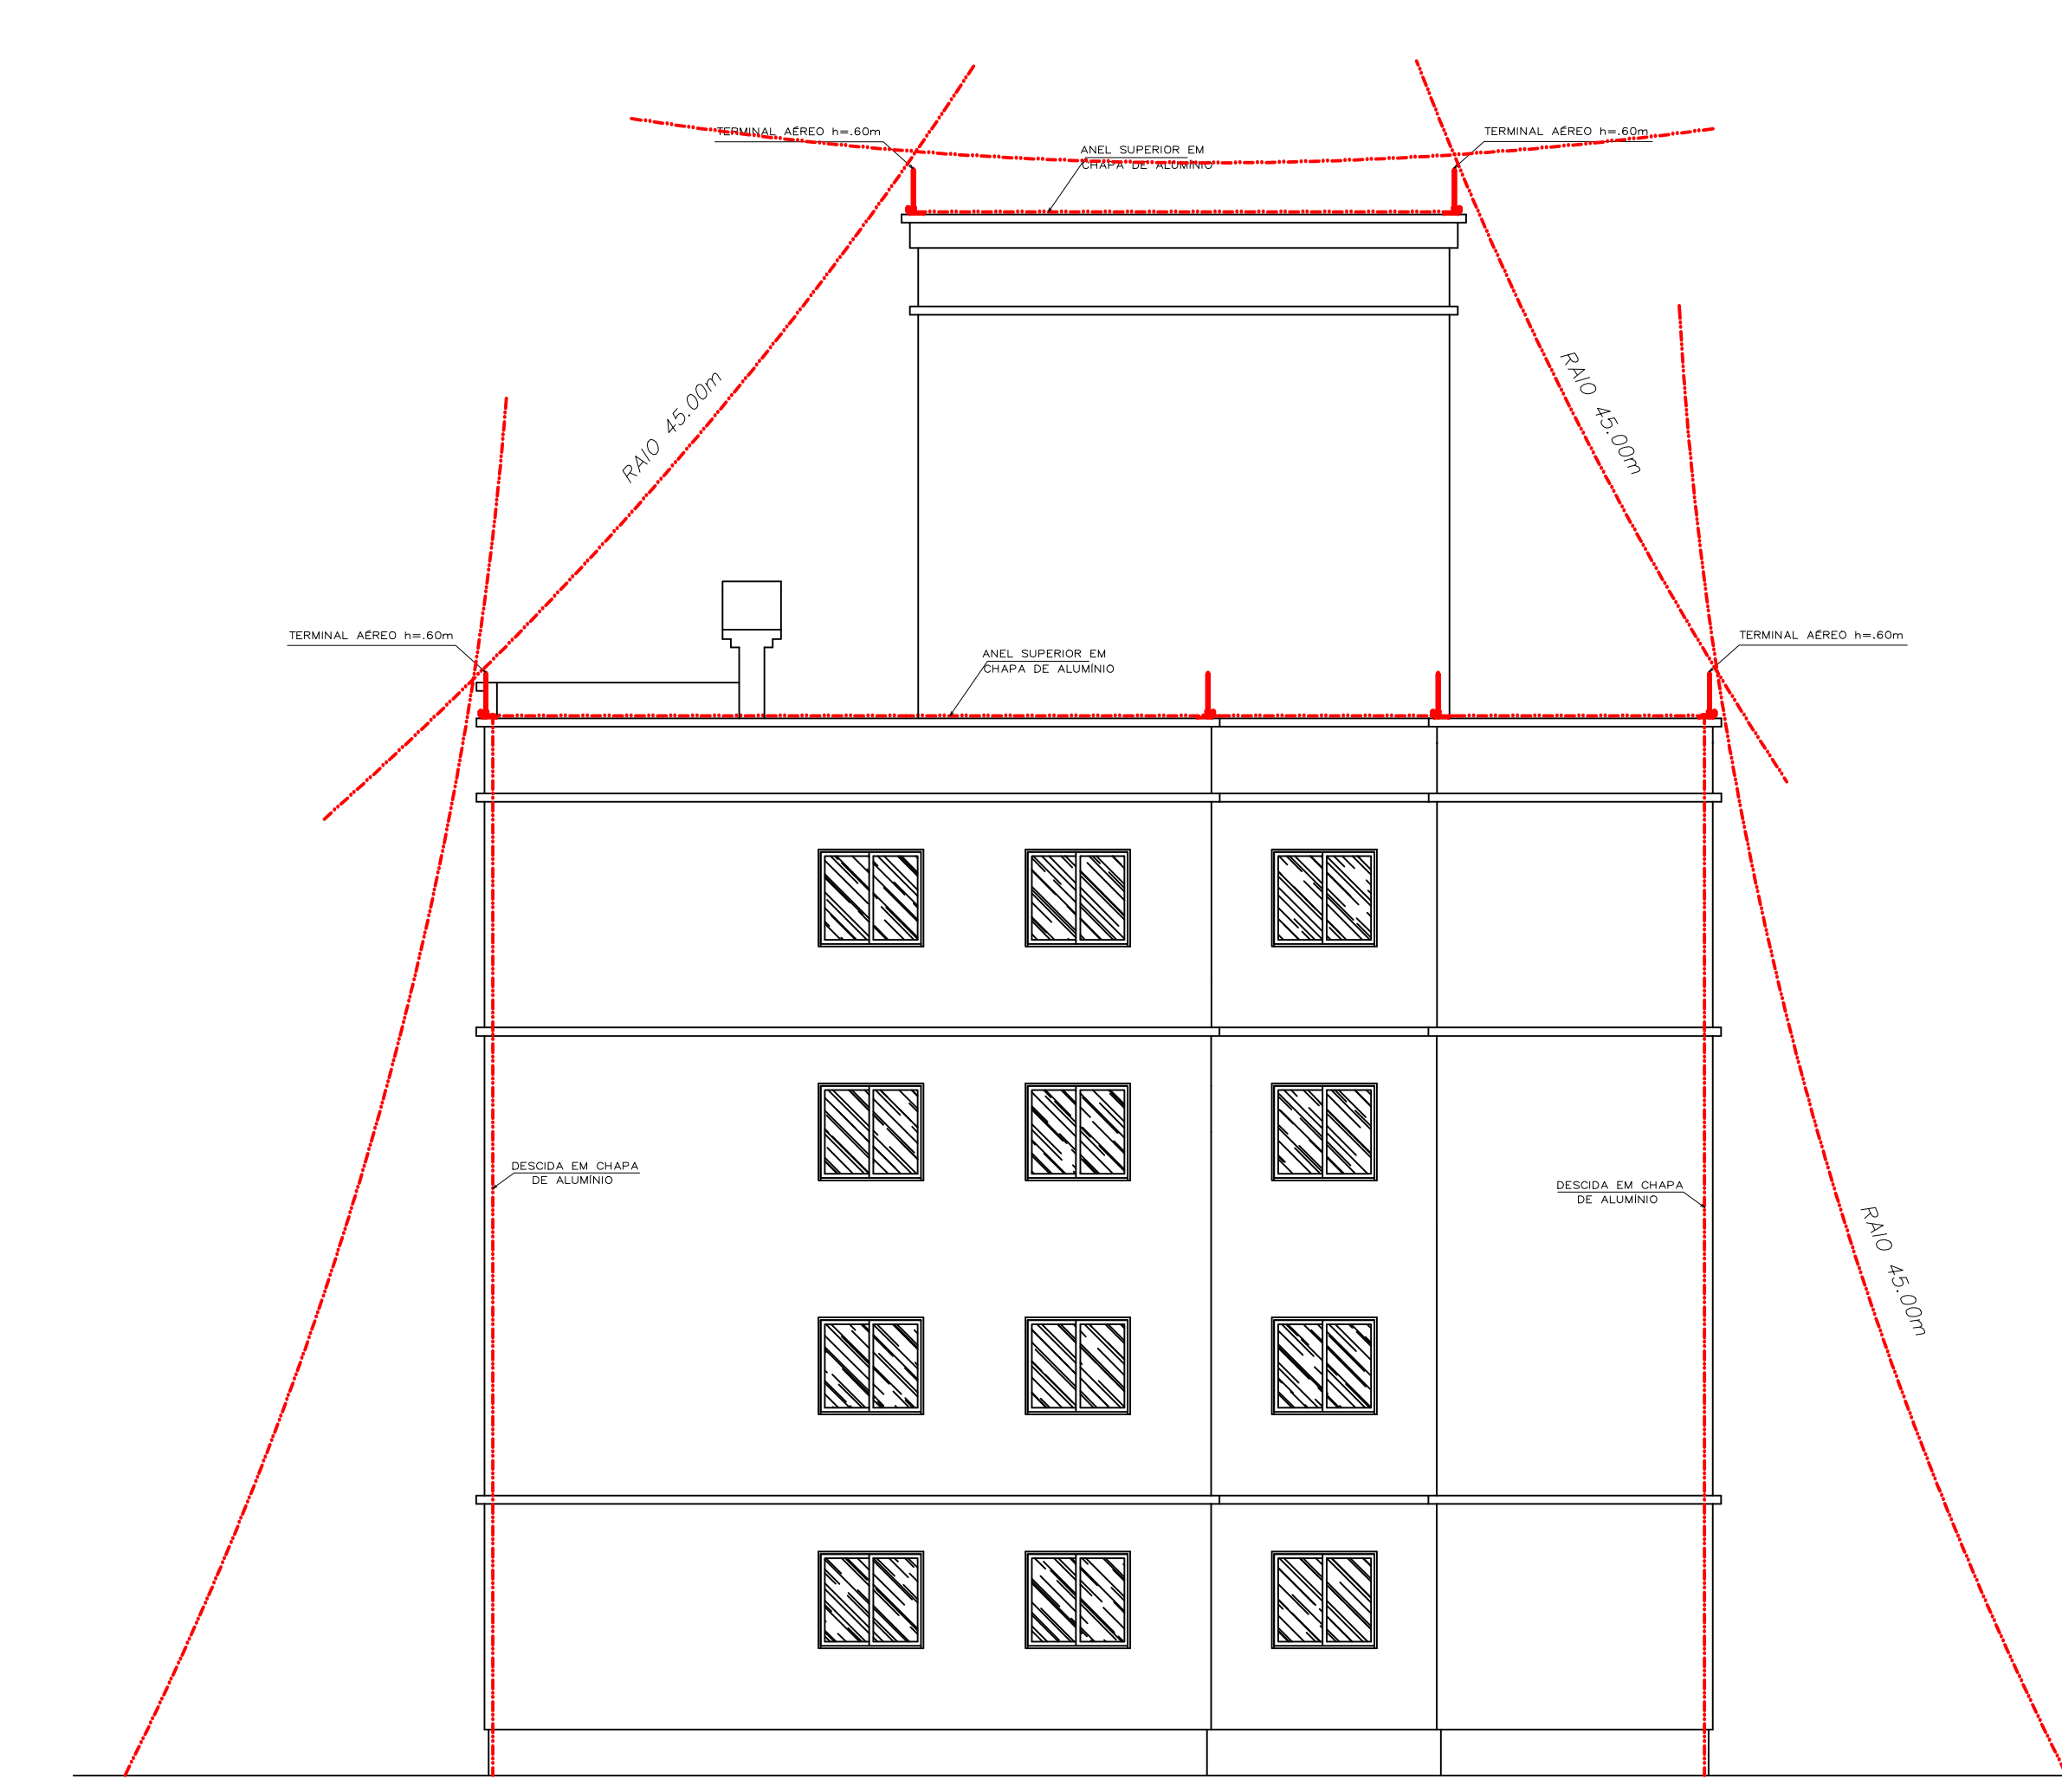 TERMINAL AÉREO h=.60m
TERMINAL AÉREO h=.60m
ANEL SUPERIOR EM
CHAPA DE ALUMÍNIO
RAIO 45.00m
RAIO 45.00m
TERMINAL AÉREO h=.60m
TERMINAL AÉREO h=.60m
ANEL SUPERIOR EM
CHAPA DE ALUMÍNIO
DESCIDA EM CHAPA
DE ALUMÍNIO
DESCIDA EM CHAPA
DE ALUMÍNIO
RAIO 45.00m